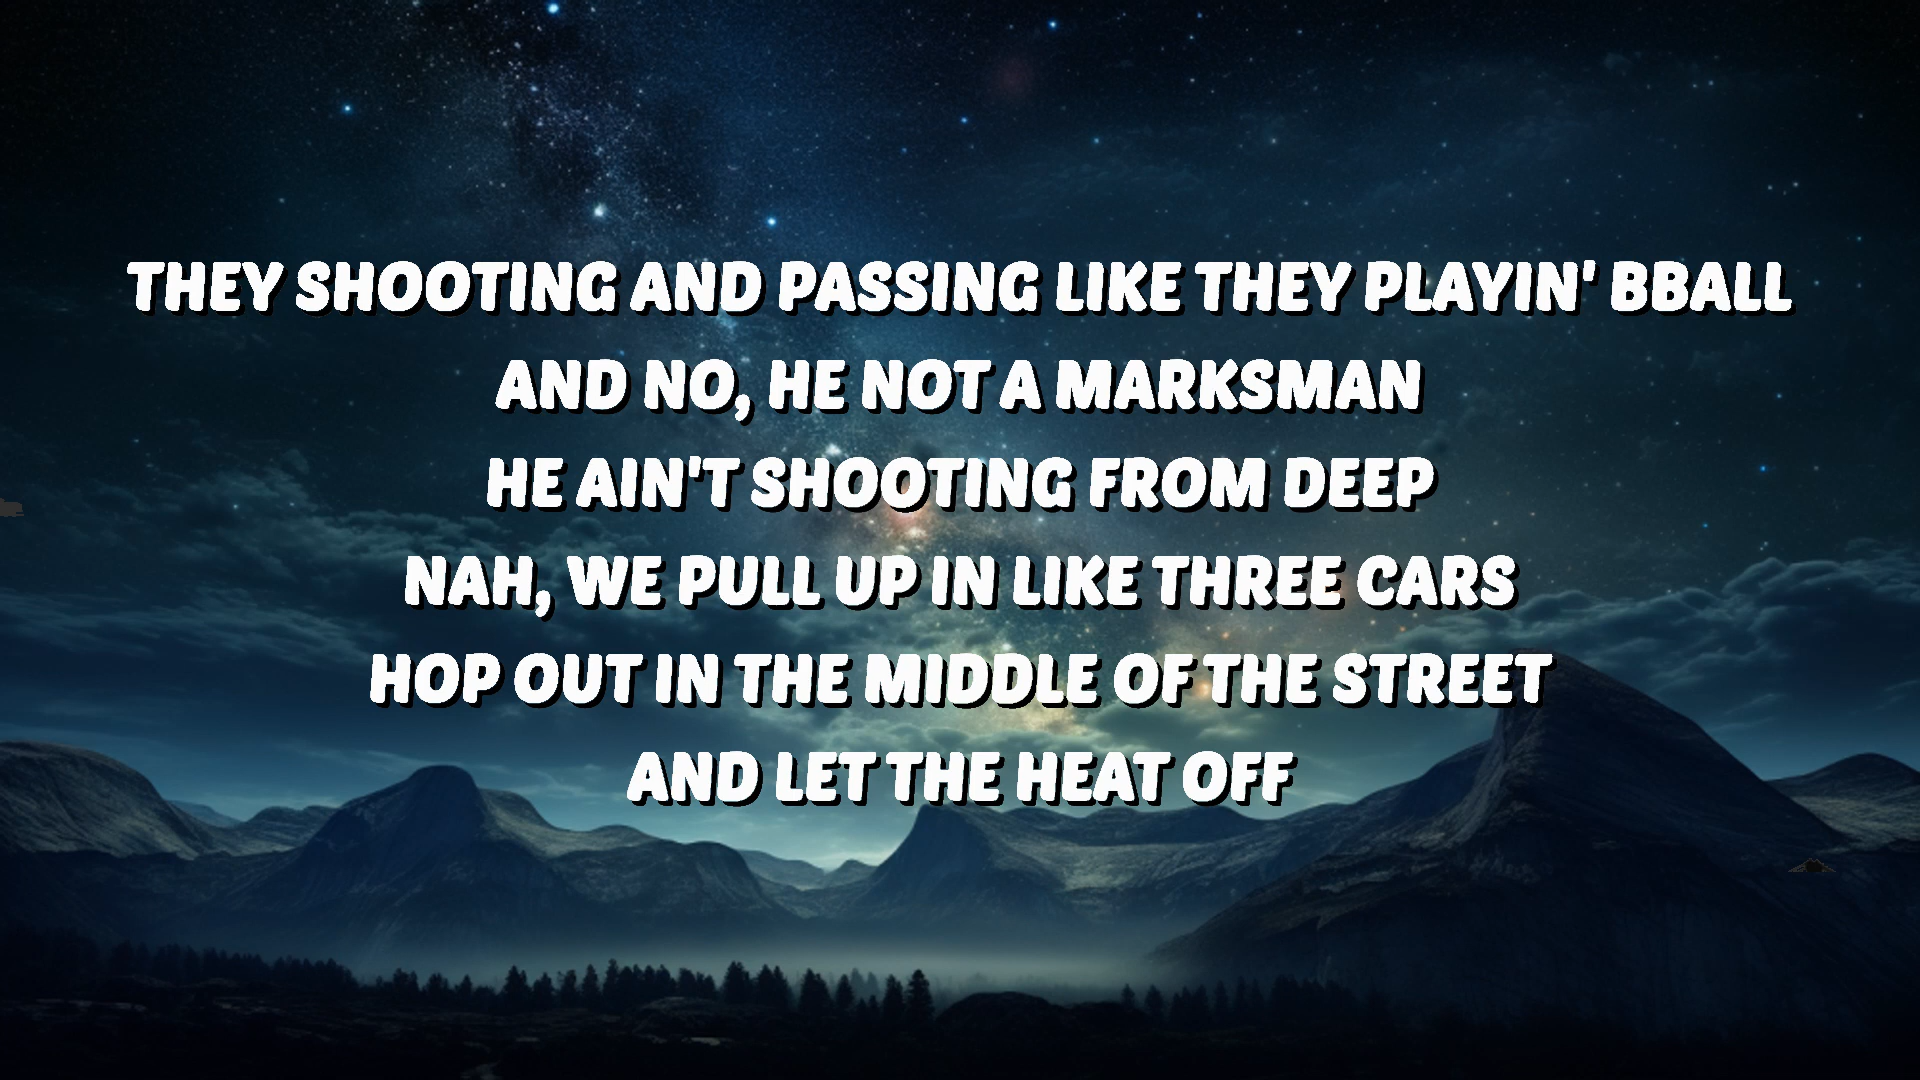 THEY SHOOTING AND PASSING LIKE THEY PLAYIN' BBALL
AND NO, HE NOT A MARKSMAN
HE AIN'T SHOOTING FROM DEEP
NAH, WE PULL UP IN LIKE THREE CARS
HOP OUT IN THE MIDDLE OF THE STREET
AND LET THE HEAT OFF